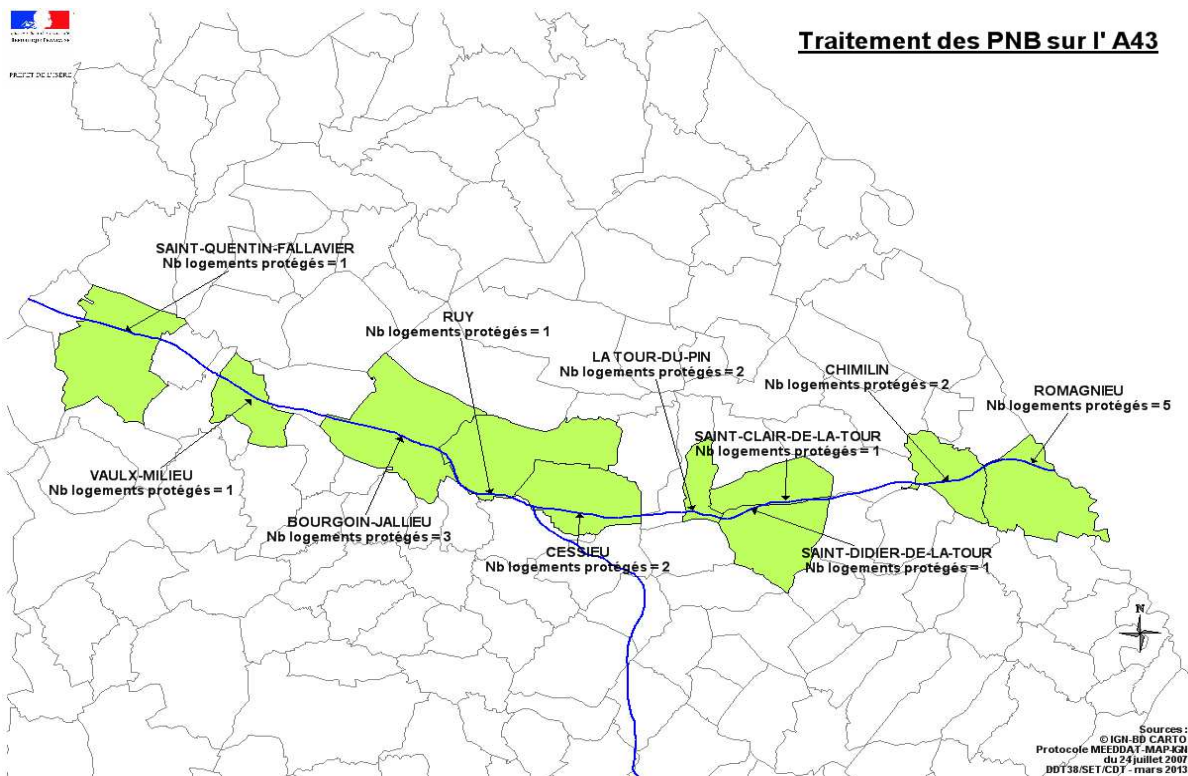 Traitement des PNB sur l' A43
PREFET DE L'ISÈRE
SAINT-QUENTIN-FALLAVIER
Nb logements protégés = 1
RUY
Nb logements protégés = 1
LA TOUR-DU-PIN
Nb logements protégés = 2
CHIMILIN
Nb logements protégés = 2
ROMAGNIEU
Nb logements protégés = 5
SAINT-CLAIR-DE-LA-TOUR
Nb logements protégés = 1
VAULX-MILIEU
Nb logements protégés = 1
BOURGOIN-JALLIEU
Nb logements protégés = 3
CESSIEU
Nb logements protégés = 2
SAINT-DIDIER-DE-LA-TOUR
Nb logements protégés = 1
N
Sources :
© IGN-BD CARTO
Protocole MEEDDAT-MAP-IGN
du 24 juillet 2007
DDT38/SET/CDT - mars 2013